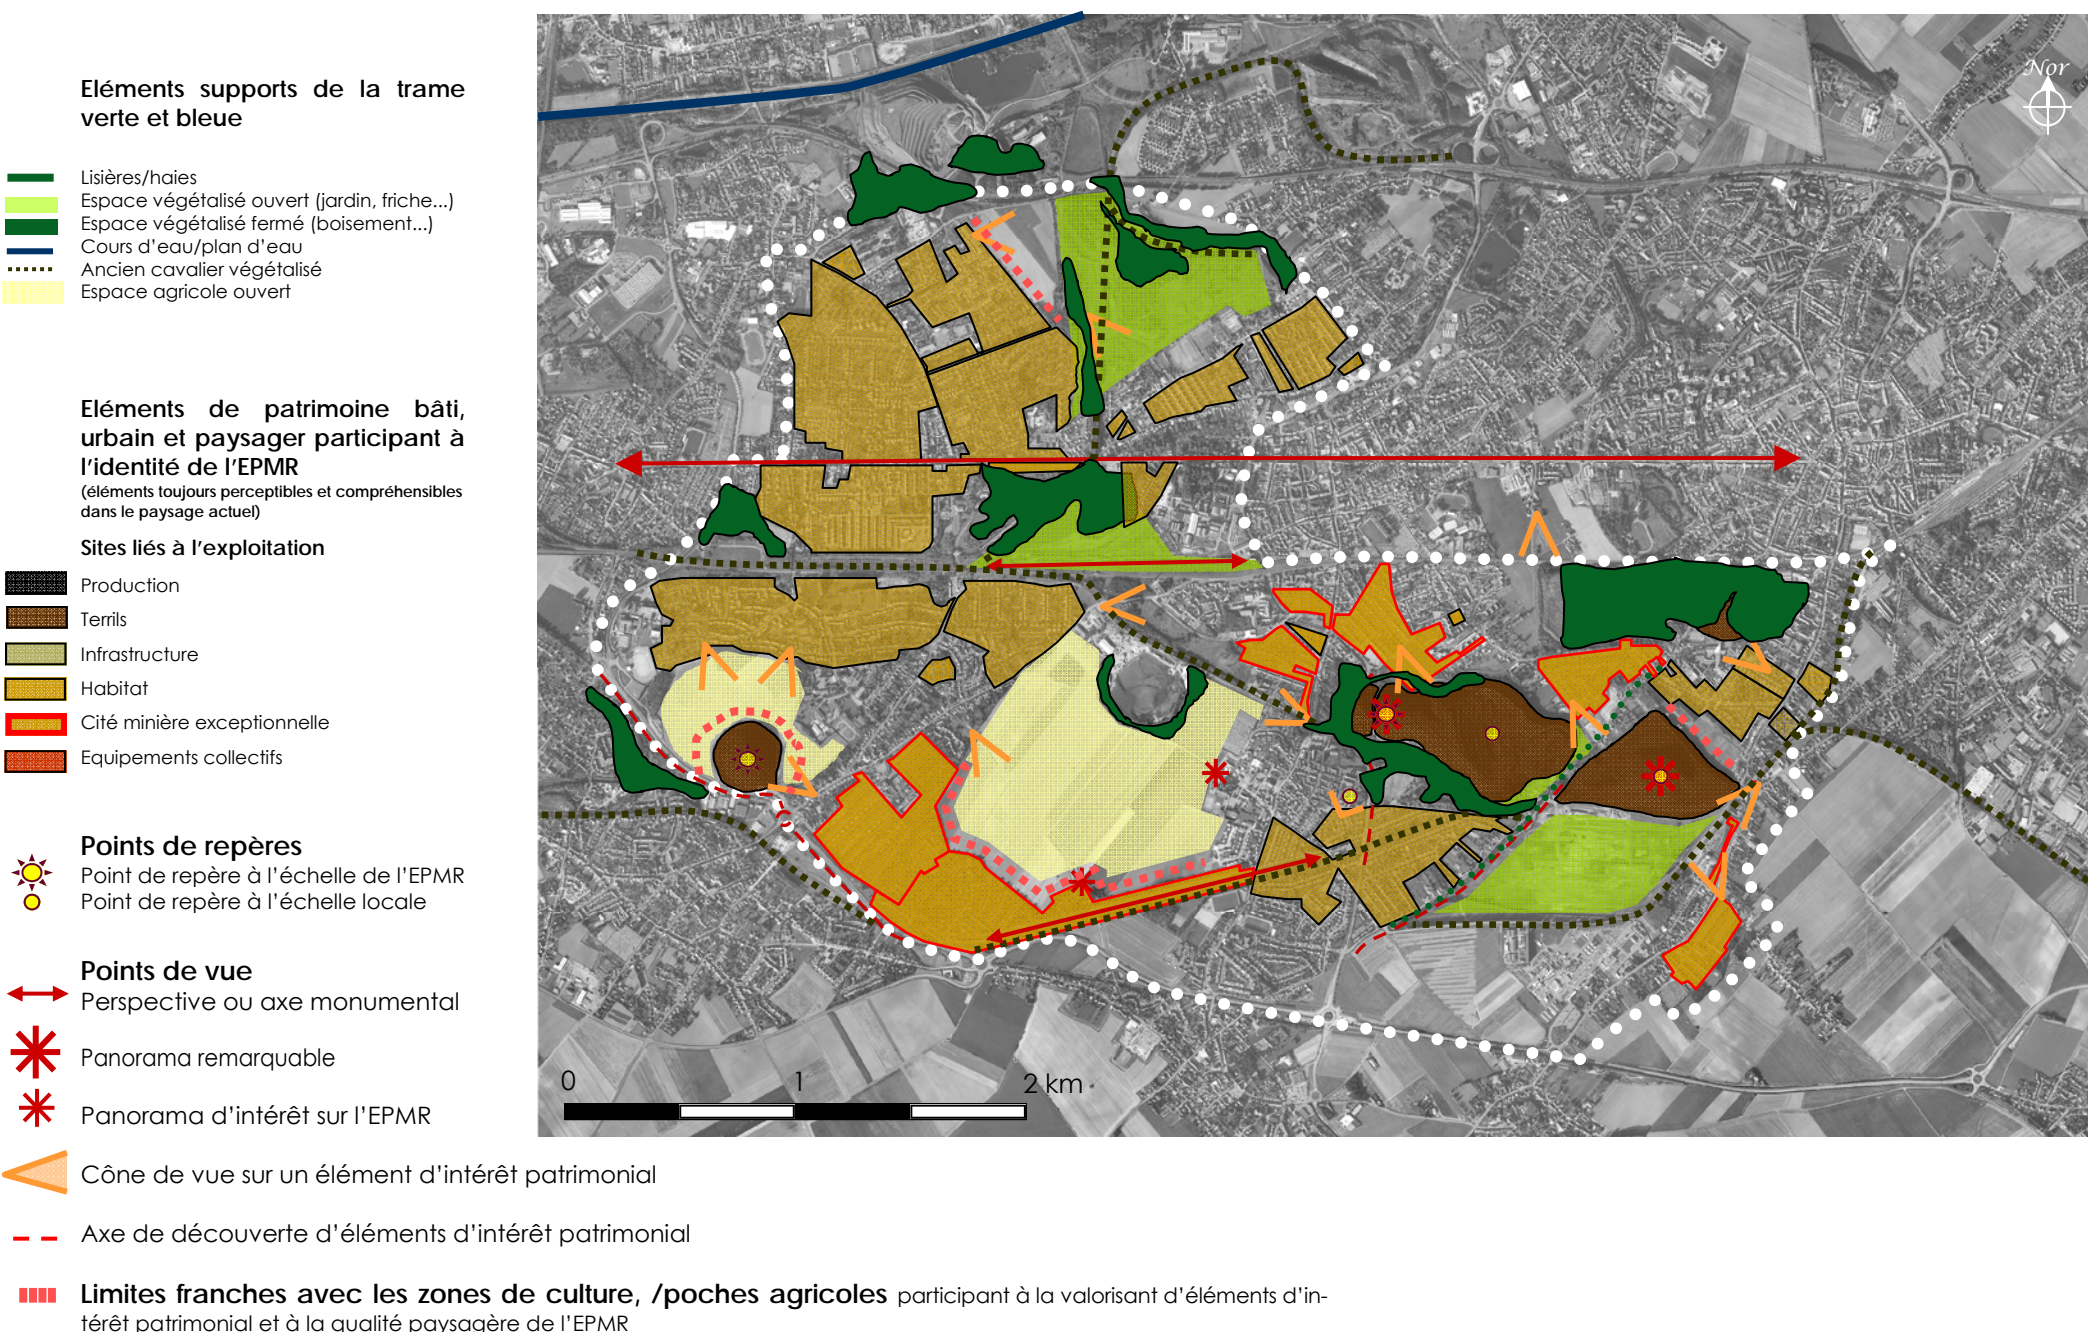 Eléments supports de la trame
verte et bleue
Lisières/haies
Espace végétalisé ouvert (jardin, friche...)
Espace végétalisé fermé (boisement...)
Cours d'eau/plan d'eau
Ancien cavalier végétalisé
Espace agricole ouvert
Eléments de patrimoine bâti,
urbain et paysager participant à
l'identité de l'EPMR
(éléments toujours perceptibles et compréhensibles
dans le paysage actuel)
Sites liés à l'exploitation
Production
Terrils
Infrastructure
Habitat
Cité minière exceptionnelle
Equipements collectifs
Points de repères
Point de repère à l'échelle de l'EPMR
Point de repère à l'échelle locale
Points de vue
Perspective ou axe monumental
Panorama remarquable
Panorama d'intérêt sur l'EPMR
Cône de vue sur un élément d'intérêt patrimonial
Axe de découverte d'éléments d'intérêt patrimonial
Limites franches avec les zones de culture, /poches agricoles participant à la valorisant d'éléments d'in-
térêt patrimonial et à la qualité paysagère de l'EPMR
Nor
0 1 2 km